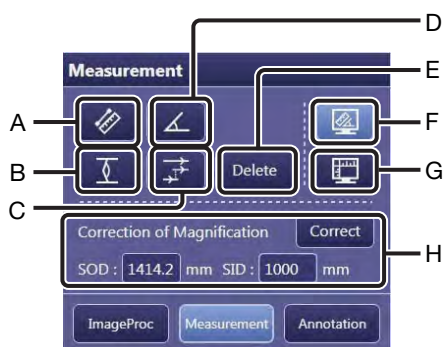 D
Measurement
E
A
F
B
Delete
G
C
Correction of Magnification Correct
H
SOD : 1414.2 mm SID : 1000 mm
ImageProc Measurement Annotation